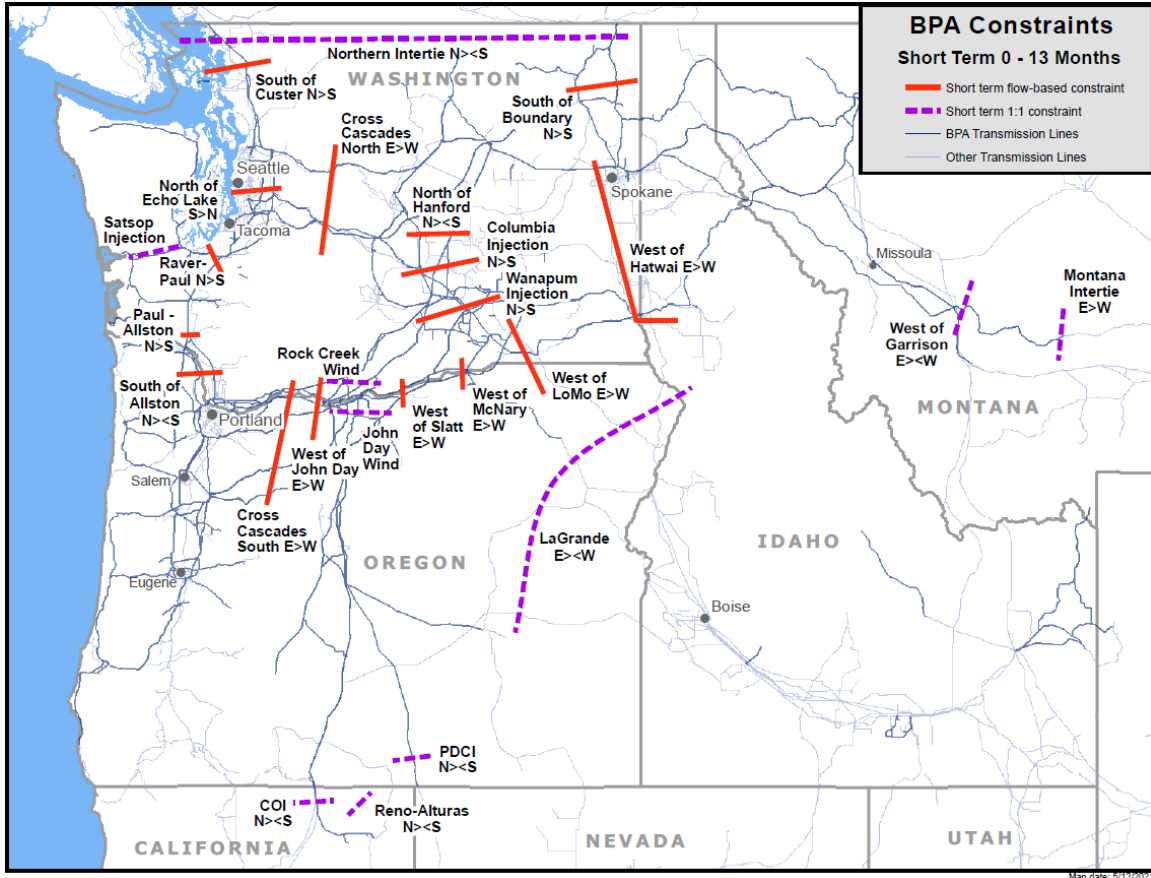 BPA Constraints
Short Term 0 - 13 Months
Short term flow-based constraint
Short term 1:1 constraint
BPA Transmission Lines
Other Transmission Lines
Northern Intertie N><S
WASHINGTON
South of
Custer N>S
South of
Boundary
N>S
Cross
Cascades
North E>W
Seattle
North of
Echo Lake
S>N
Spokane
North of
Hanford
N><S
Satsop
Injection
Tacoma
Columbia
Injection
N>S
West of
Hatwai E>W
Missoula
Raver-
Paul N>S
Wanapum
Injection
N>S
Montana
Intertie
E>W
Paul -
Allston
N>S
West of
Garrison
E><W
Rock Creek
Wind
South of
Allston
N><S
West of
LoMo E>W
West of
McNary
E>W
MONTANA
Portland
West
of Slatt
E>W
John
Day
Wind
West of
John Day
E>W
Salem
Cross
Cascades
South E>W
LaGrande
E><W
IDAHO
OREGON
Eugene
Boise
PDCI
N><S
COI
N><S
Reno-Alturas
N><S
CALIFORNIA
NEVADA
UTAH